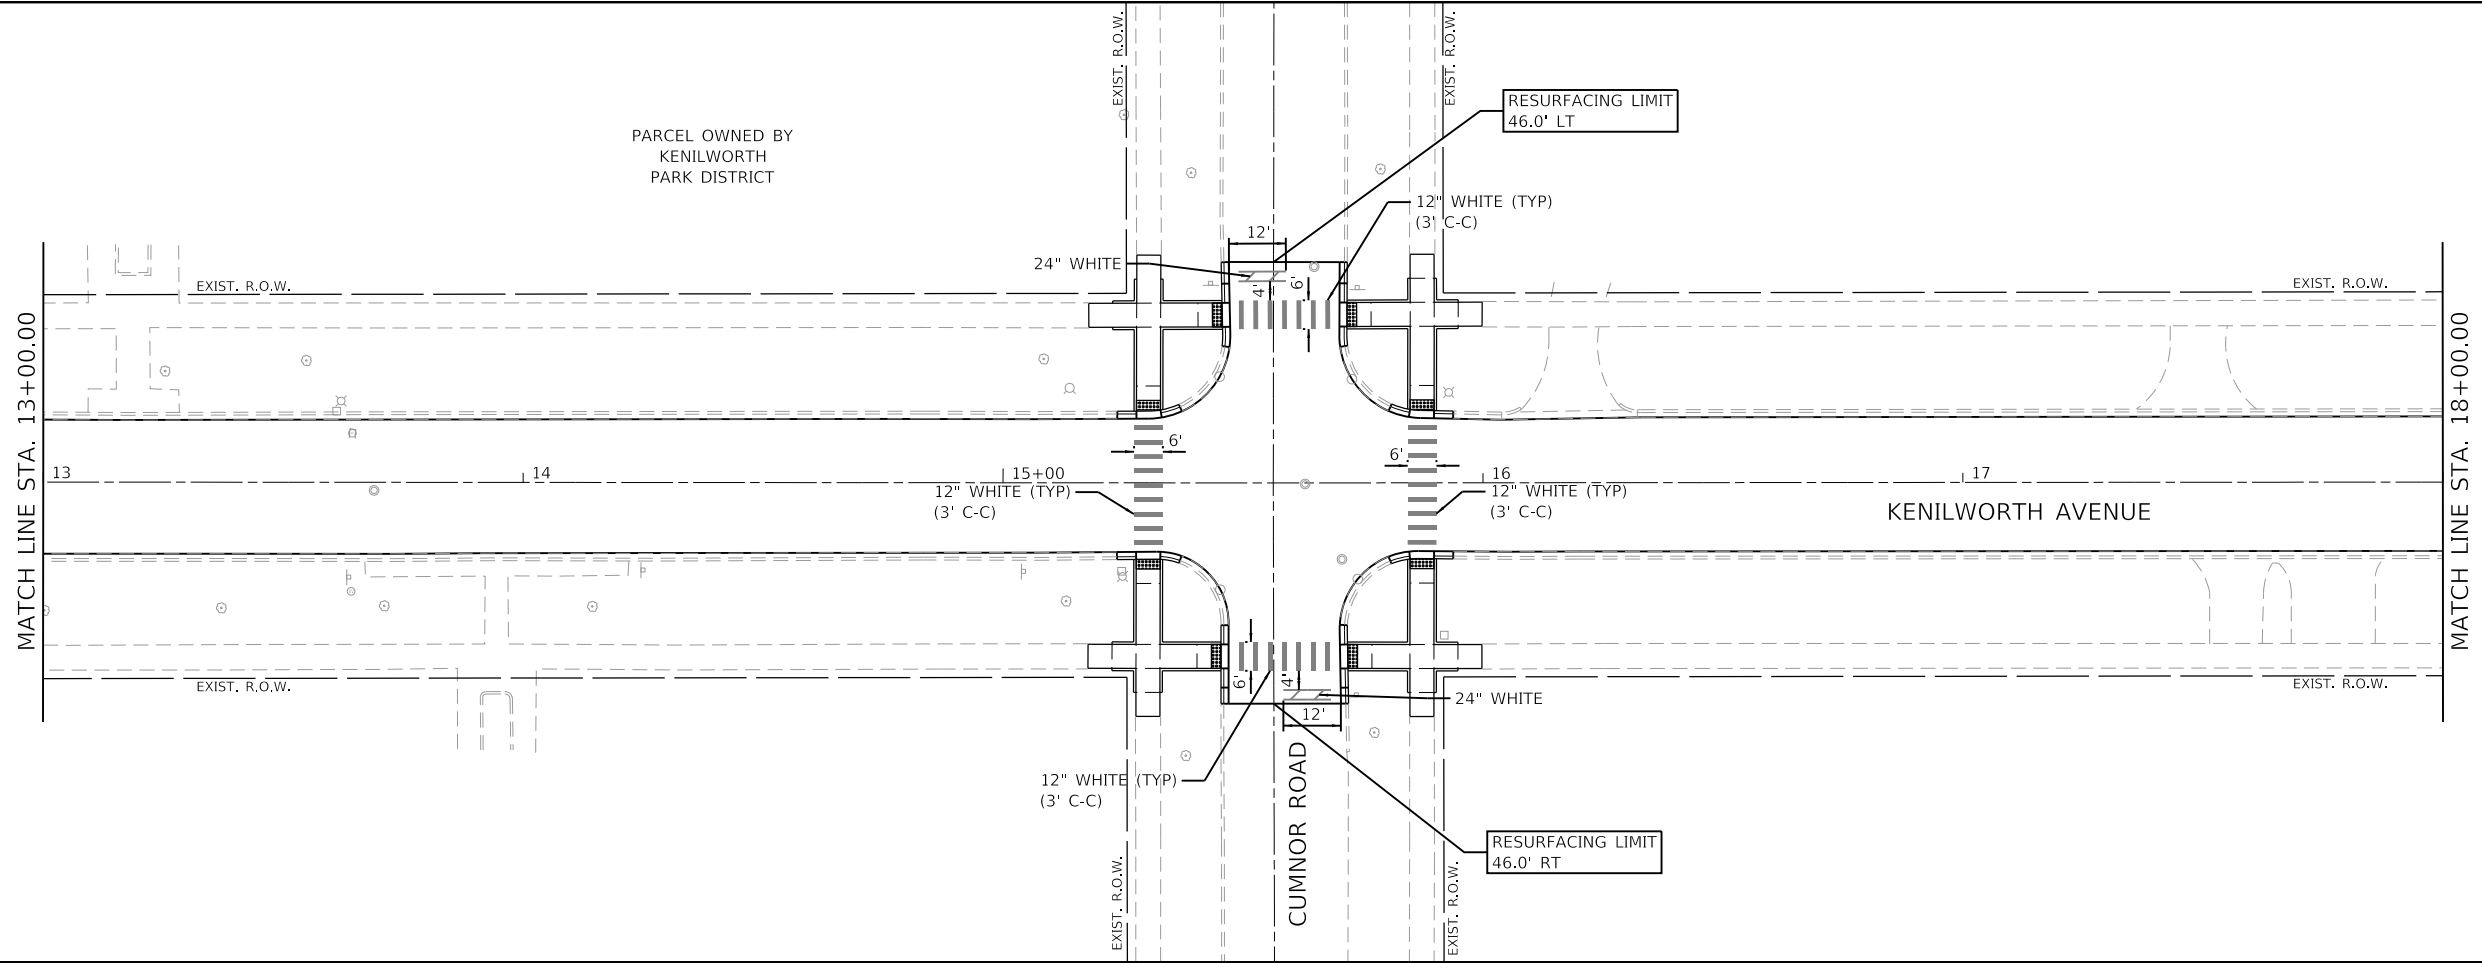 EXIST. R.O.W.
EXIST. R.O.W.
RESURFACING LIMIT
46.0' LT
PARCEL OWNED BY
KENILWORTH
PARK DISTRICT
12" WHITE (TYP)
(3' C-C)
12'
24" WHITE
4'
6'
EXIST. R.O.W.
EXIST. R.O.W.
MATCH LINE STA. 13+00.00
MATCH LINE STA. 18+00.00
6'
6'
13
14
15+00
16
17
12" WHITE (TYP)
(3' C-C)
12" WHITE (TYP)
(3' C-C)
KENILWORTH AVENUE
6'
4'
EXIST. R.O.W.
EXIST. R.O.W.
24" WHITE
12'
12" WHITE (TYP)
(3' C-C)
CUMNOR ROAD
RESURFACING LIMIT
46.0' RT
EXIST. R.O.W.
EXIST. R.O.W.